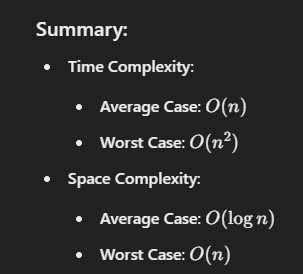 Summary:
• Time Complexity:
• Average Case: O(n)
• Worst Case: O(n²)
• Space Complexity:
• Average Case: O(log n)
• Worst Case: O(n)